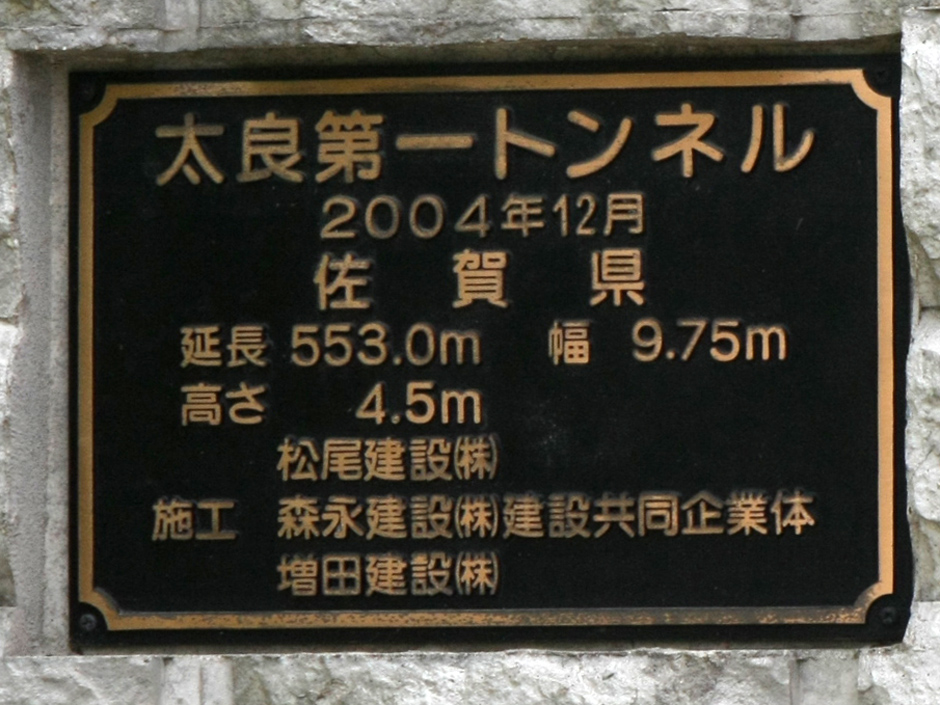 太良第一トンネル
2004年12月
佐賀県
延長 553.0m 幅 9.75m
高さ 4.5m
松尾建設㈱
施工 森永建設㈱建設共同企業体
増田建設㈱